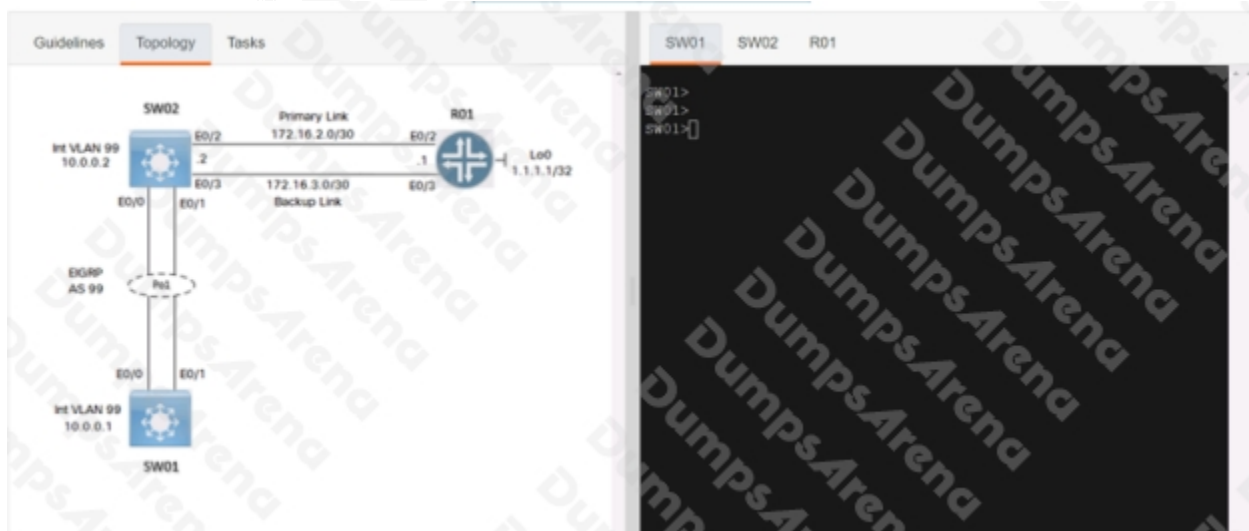 Guidelines Topology Tasks
SW01 SW02 R01
SW02
Primary Link
R01
172.16.2.0/30
E0/2
E0/2
Int VLAN 99
10.0.0.2
.2
.1
Lo0
1.1.1.1/32
E0/3
172.16.3.0/30
E0/3
Backup Link
E0/0
E0/1
EIGRP
AS 99
Po1
E0/0
E0/1
Int VLAN 99
10.0.0.1
SW01
SW01>
SW01>
SW01>
DumpsArena